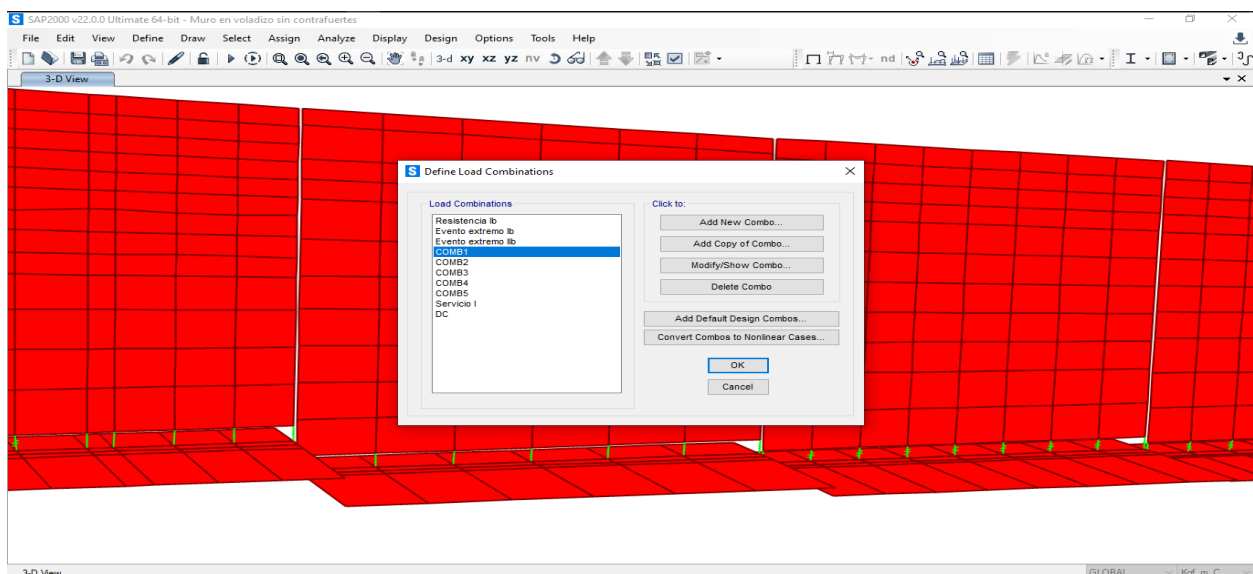 SAP2000 v22.0.0 Ultimate 64-bit - Muro en voladizo sin contrafuertes
File Edit View Define Draw Select Assign Analyze Display Design Options Tools Help
3-d xy xz yz nv nd
3-D View
Define Load Combinations
Load Combinations
Resistencia Ib
Evento extremo Ib
Evento extremo IIb
COMB1
COMB2
COMB3
COMB4
COMB5
Servicio I
DC
Click to:
Add New Combo...
Add Copy of Combo...
Modify/Show Combo...
Delete Combo
Add Default Design Combos...
Convert Combos to Nonlinear Cases...
OK
Cancel
3-D View GLOBAL Kgf, m, C